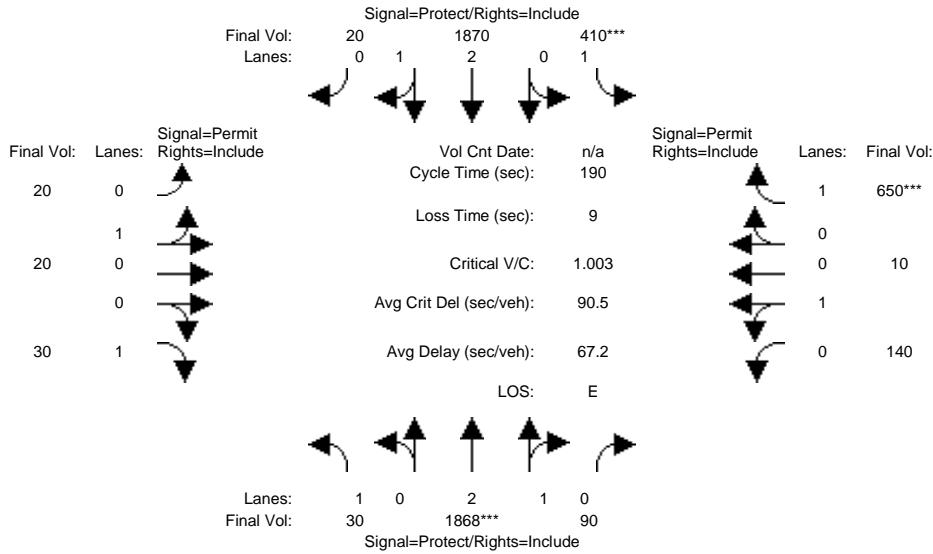 Signal=Protect/Rights=Include
Final Vol: 20 1870 410***
Lanes: 0 1 2 0 1
Signal=Permit Signal=Permit
Final Vol: Lanes: Rights=Include Vol Cnt Date: n/a Rights=Include Lanes: Final Vol:
Cycle Time (sec): 190
20 0 1 650***
Loss Time (sec): 9
1 0
20 0 Critical V/C: 1.003 0 10
0 Avg Crit Del (sec/veh): 90.5 1
30 1 Avg Delay (sec/veh): 67.2 0 140
LOS: E
Lanes: 1 0 2 1 0
Final Vol: 30 1868*** 90
Signal=Protect/Rights=Include